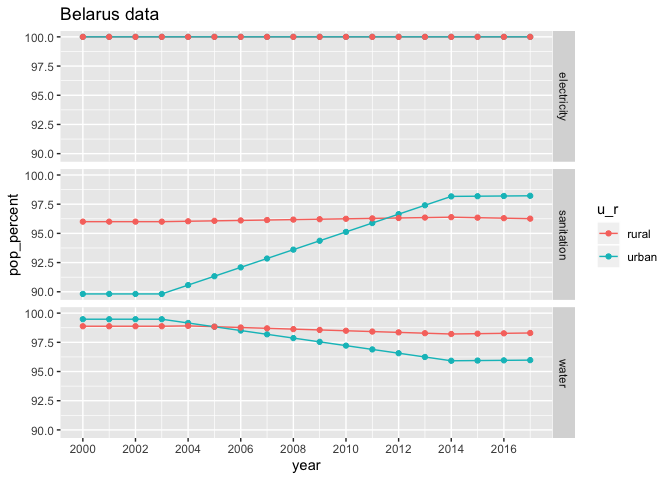 Belarus data
pop_percent
100.0
97.5
95.0
92.5
90.0
electricity
100.0
97.5
95.0
92.5
90.0
sanitation
100.0
97.5
95.0
92.5
90.0
water
2000 2002 2004 2006 2008 2010 2012 2014 2016
year
u_r
rural
urban